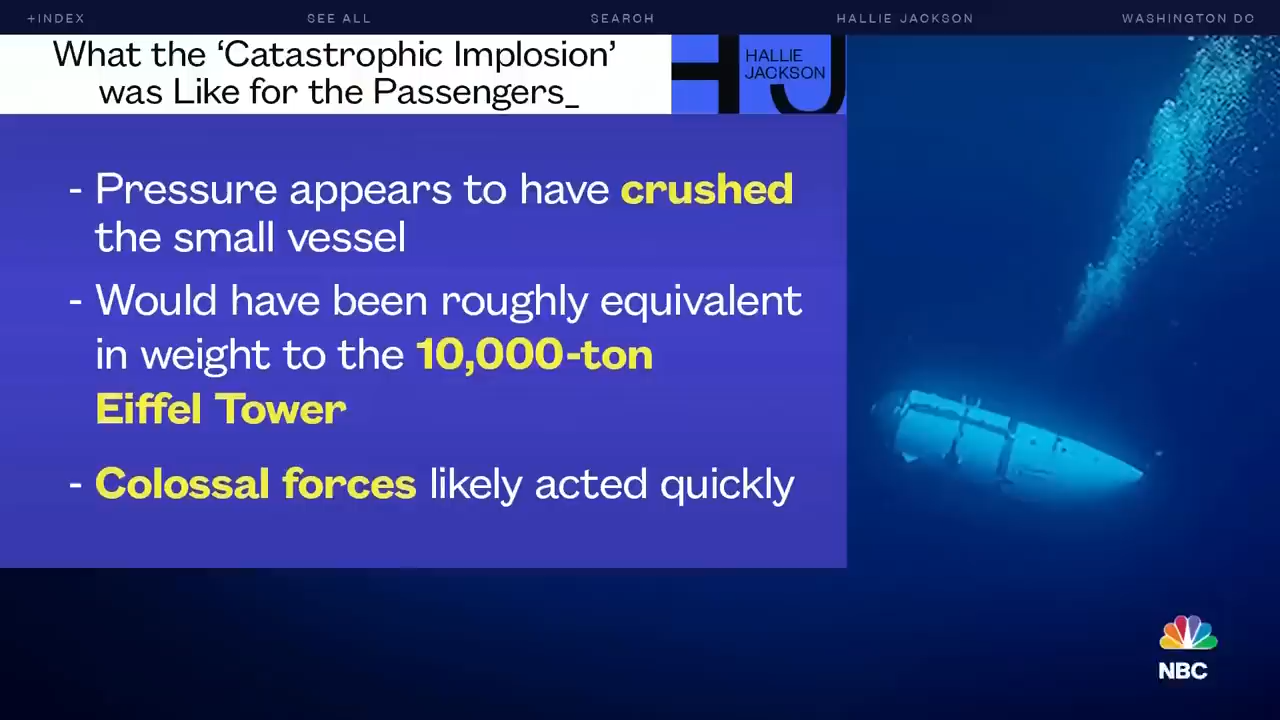 +INDEX
SEE ALL
SEARCH
HALLIE JACKSON
WASHINGTON DC
What the ‘Catastrophic Implosion’
was Like for the Passengers_
HJ
HALLIE
JACKSON
- Pressure appears to have crushed
the small vessel
- Would have been roughly equivalent
in weight to the 10,000-ton
Eiffel Tower
- Colossal forces likely acted quickly
NBC